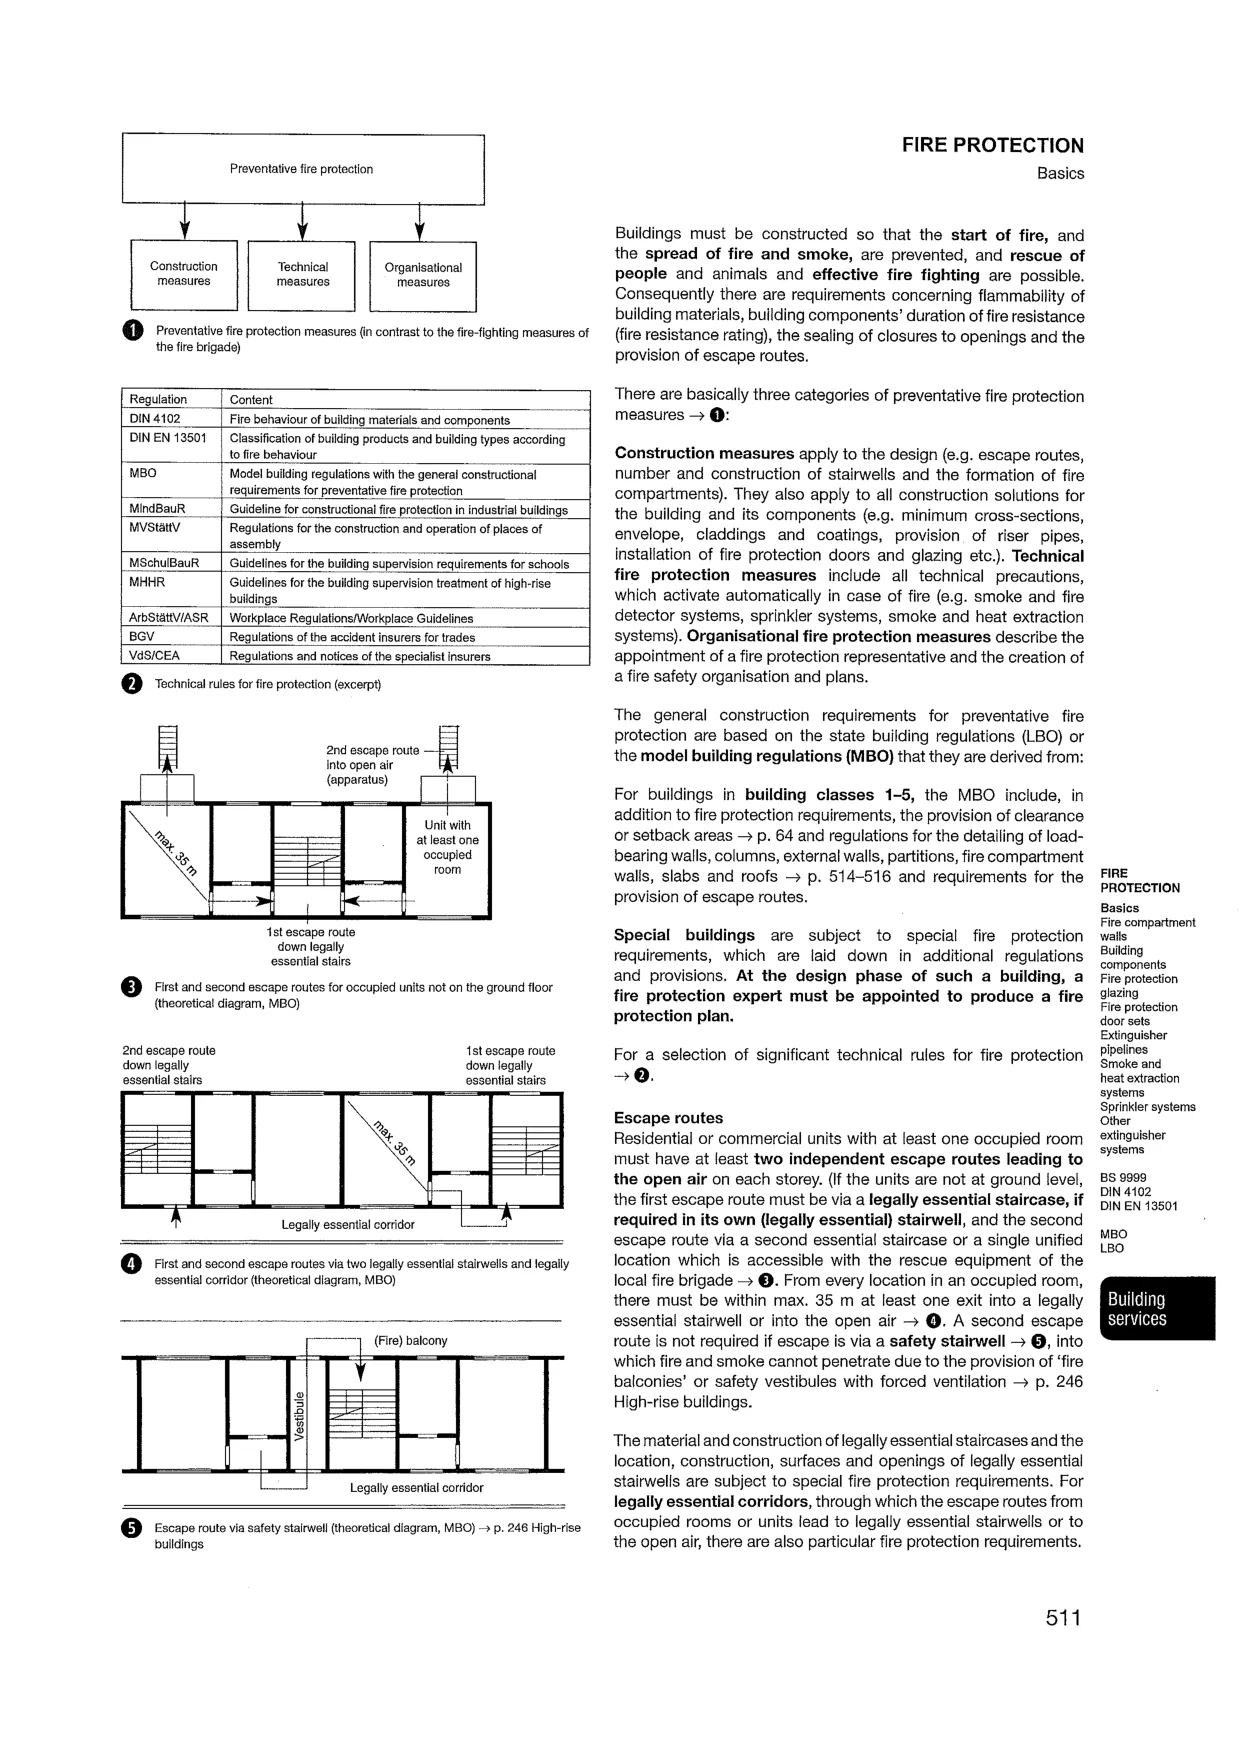 FIRE PROTECTION
Basics
Preventative fire protection
Construction
measures
Technical
measures
Organisational
measures
❶ Preventative fire protection measures (in contrast to the fire-fighting measures of
the fire brigade)
Regulation Content
DIN 4102 Fire behaviour of building materials and components
DIN EN 13501 Classification of building products and building types according
to fire behaviour
MBO Model building regulations with the general constructional
requirements for preventative fire protection
MIndBauR Guideline for constructional fire protection in industrial buildings
MVStättV Regulations for the construction and operation of places of
assembly
MSchulBauR Guidelines for the building supervision requirements for schools
MHHR Guidelines for the building supervision treatment of high-rise
buildings
ArbStättV/ASR Workplace Regulations/Workplace Guidelines
BGV Regulations of the accident insurers for trades
VdS/CEA Regulations and notices of the specialist insurers
❷ Technical rules for fire protection (excerpt)
2nd escape route
into open air
(apparatus)
max. 35 m
Unit with
at least one
occupied
room
1st escape route
down legally
essential stairs
❸ First and second escape routes for occupied units not on the ground floor
(theoretical diagram, MBO)
2nd escape route
down legally
essential stairs
1st escape route
down legally
essential stairs
max. 35 m
Legally essential corridor
❹ First and second escape routes via two legally essential stairwells and legally
essential corridor (theoretical diagram, MBO)
(Fire) balcony
Vestibule
Legally essential corridor
❺ Escape route via safety stairwell (theoretical diagram, MBO) → p. 246 High-rise
buildings
Buildings must be constructed so that the start of fire, and
the spread of fire and smoke, are prevented, and rescue of
people and animals and effective fire fighting are possible.
Consequently there are requirements concerning flammability of
building materials, building components' duration of fire resistance
(fire resistance rating), the sealing of closures to openings and the
provision of escape routes.
There are basically three categories of preventative fire protection
measures → ❶:
Construction measures apply to the design (e.g. escape routes,
number and construction of stairwells and the formation of fire
compartments). They also apply to all construction solutions for
the building and its components (e.g. minimum cross-sections,
envelope, claddings and coatings, provision of riser pipes,
installation of fire protection doors and glazing etc.). Technical
fire protection measures include all technical precautions,
which activate automatically in case of fire (e.g. smoke and fire
detector systems, sprinkler systems, smoke and heat extraction
systems). Organisational fire protection measures describe the
appointment of a fire protection representative and the creation of
a fire safety organisation and plans.
The general construction requirements for preventative fire
protection are based on the state building regulations (LBO) or
the model building regulations (MBO) that they are derived from:
For buildings in building classes 1–5, the MBO include, in
addition to fire protection requirements, the provision of clearance
or setback areas → p. 64 and regulations for the detailing of load-
bearing walls, columns, external walls, partitions, fire compartment
walls, slabs and roofs → p. 514–516 and requirements for the
provision of escape routes.
Special buildings are subject to special fire protection
requirements, which are laid down in additional regulations
and provisions. At the design phase of such a building, a
fire protection expert must be appointed to produce a fire
protection plan.
For a selection of significant technical rules for fire protection
→ ❷.
Escape routes
Residential or commercial units with at least one occupied room
must have at least two independent escape routes leading to
the open air on each storey. (If the units are not at ground level,
the first escape route must be via a legally essential staircase, if
required in its own (legally essential) stairwell, and the second
escape route via a second essential staircase or a single unified
location which is accessible with the rescue equipment of the
local fire brigade → ❸. From every location in an occupied room,
there must be within max. 35 m at least one exit into a legally
essential stairwell or into the open air → ❹. A second escape
route is not required if escape is via a safety stairwell → ❺, into
which fire and smoke cannot penetrate due to the provision of 'fire
balconies' or safety vestibules with forced ventilation → p. 246
High-rise buildings.
The material and construction of legally essential staircases and the
location, construction, surfaces and openings of legally essential
stairwells are subject to special fire protection requirements. For
legally essential corridors, through which the escape routes from
occupied rooms or units lead to legally essential stairwells or to
the open air, there are also particular fire protection requirements.
FIRE
PROTECTION
Basics
Fire compartment
walls
Building
components
Fire protection
glazing
Fire protection
door sets
Extinguisher
pipelines
Smoke and
heat extraction
systems
Sprinkler systems
Other
extinguisher
systems
BS 9999
DIN 4102
DIN EN 13501
MBO
LBO
Building
services
511